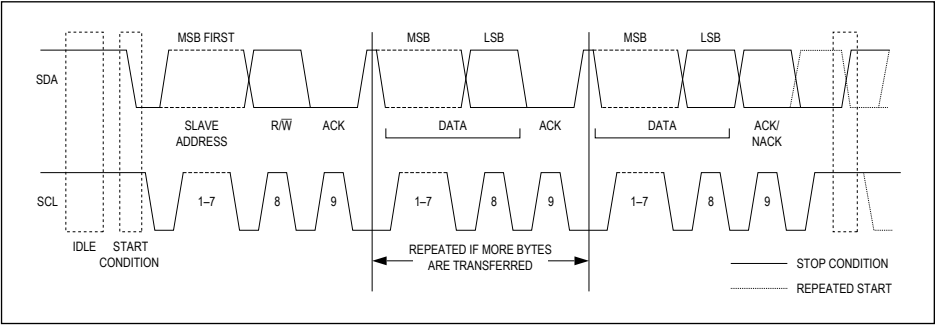 MSB FIRST MSB LSB MSB LSB
SDA
SLAVE
ADDRESS
R/W̅ ACK DATA ACK DATA ACK/
NACK
SCL 1–7 8 9 1–7 8 9 1–7 8 9
IDLE START
CONDITION
REPEATED IF MORE BYTES
ARE TRANSFERRED
STOP CONDITION
REPEATED START